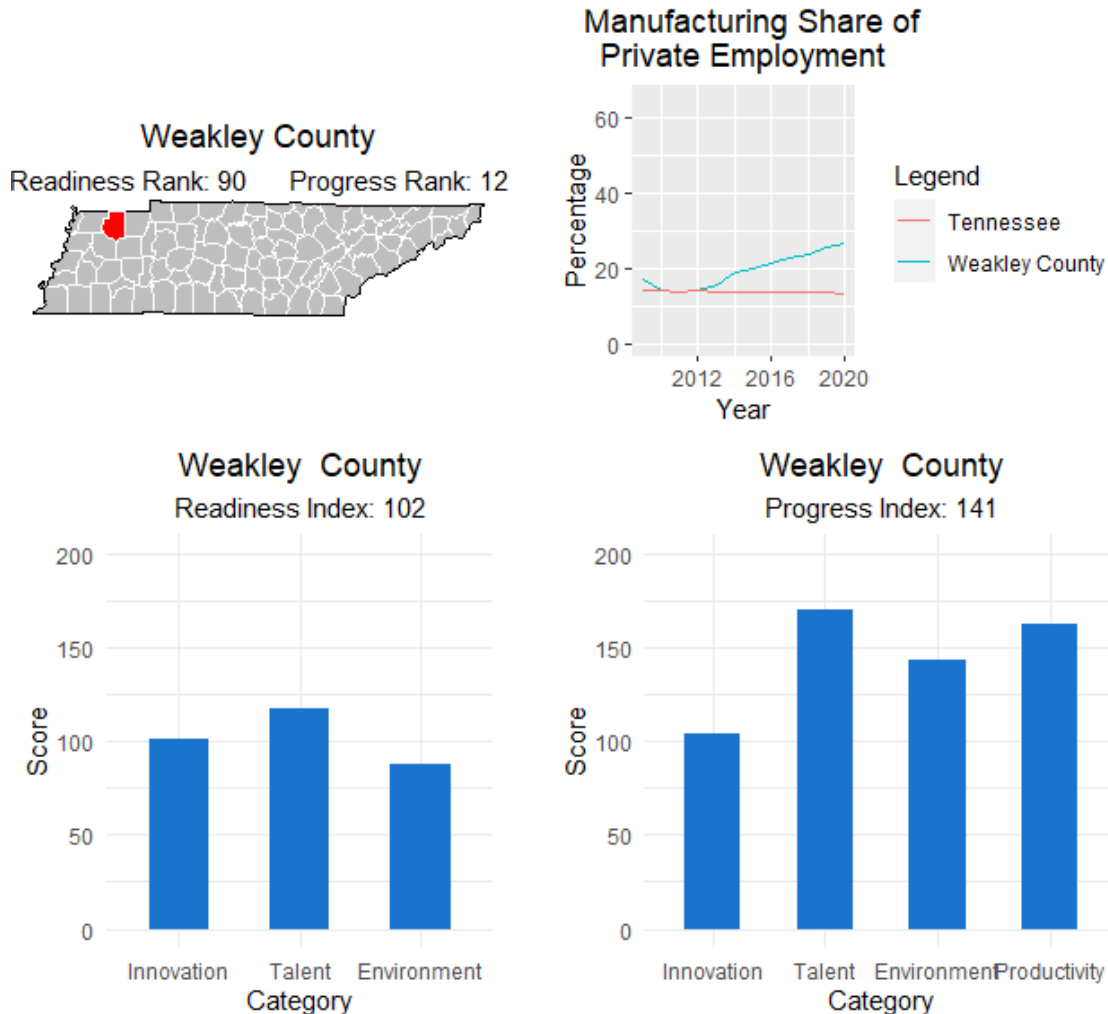 Weakley County
Readiness Rank: 90 Progress Rank: 12
Manufacturing Share of
Private Employment
60
40
20
0
Percentage
2012 2016 2020
Year
Legend
Tennessee
Weakley County
Weakley County
Readiness Index: 102
200
150
100
50
0
Score
Innovation Talent Environment
Category
Weakley County
Progress Index: 141
200
150
100
50
0
Score
Innovation Talent Environment Productivity
Category